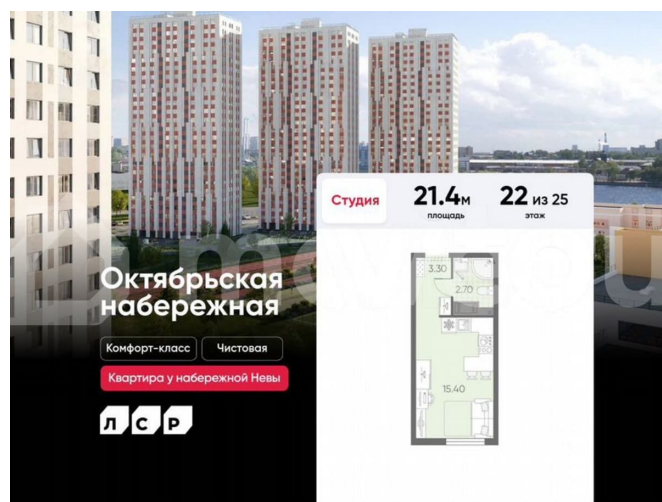 Студия
21.4м
площадь
22 из 25
этаж
Октябрьская
набережная
Комфорт-класс
Чистовая
Квартира у набережной Невы
ЛСР
3.30
2.70
15.40